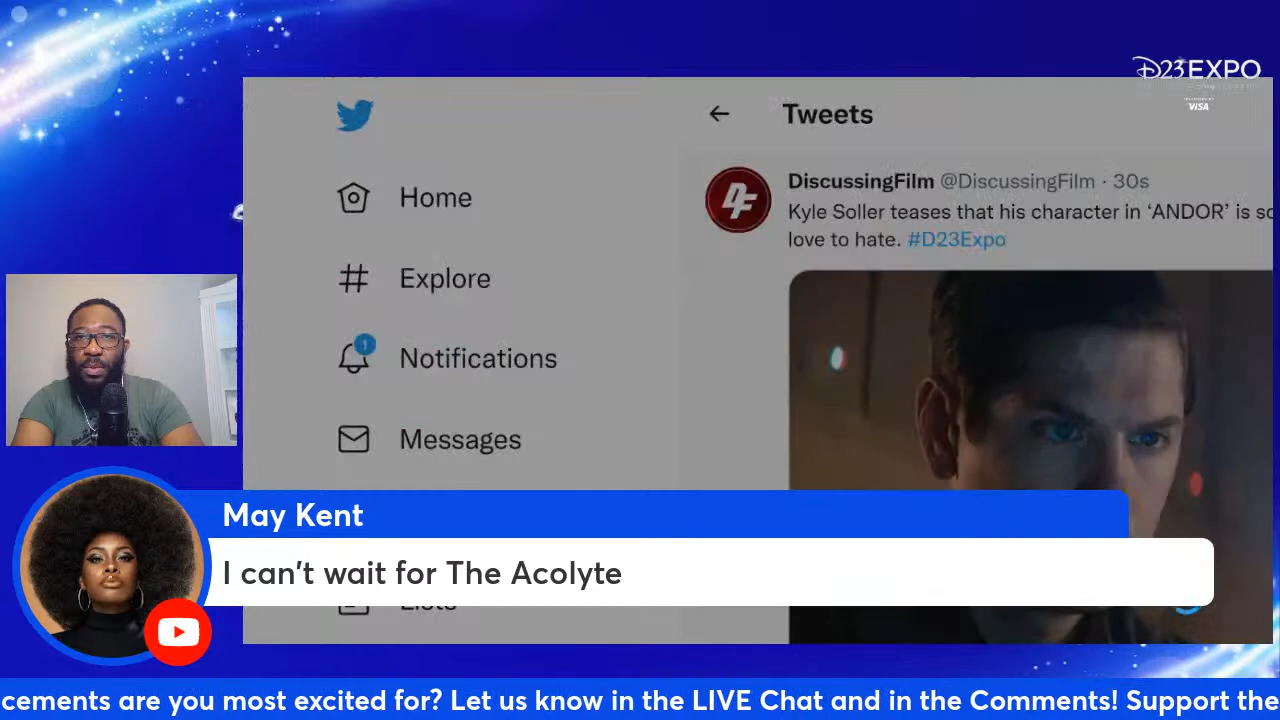 D23EXPO
VISA
Tweets
Home
DiscussingFilm @DiscussingFilm · 30s
Kyle Soller teases that his character in ‘ANDOR’ is
love to hate. #D23Expo
Explore
1
Notifications
Messages
May Kent
I can't wait for The Acolyte
Lists
cements are you most excited for? Let us know in the LIVE Chat and in the Comments! Support the